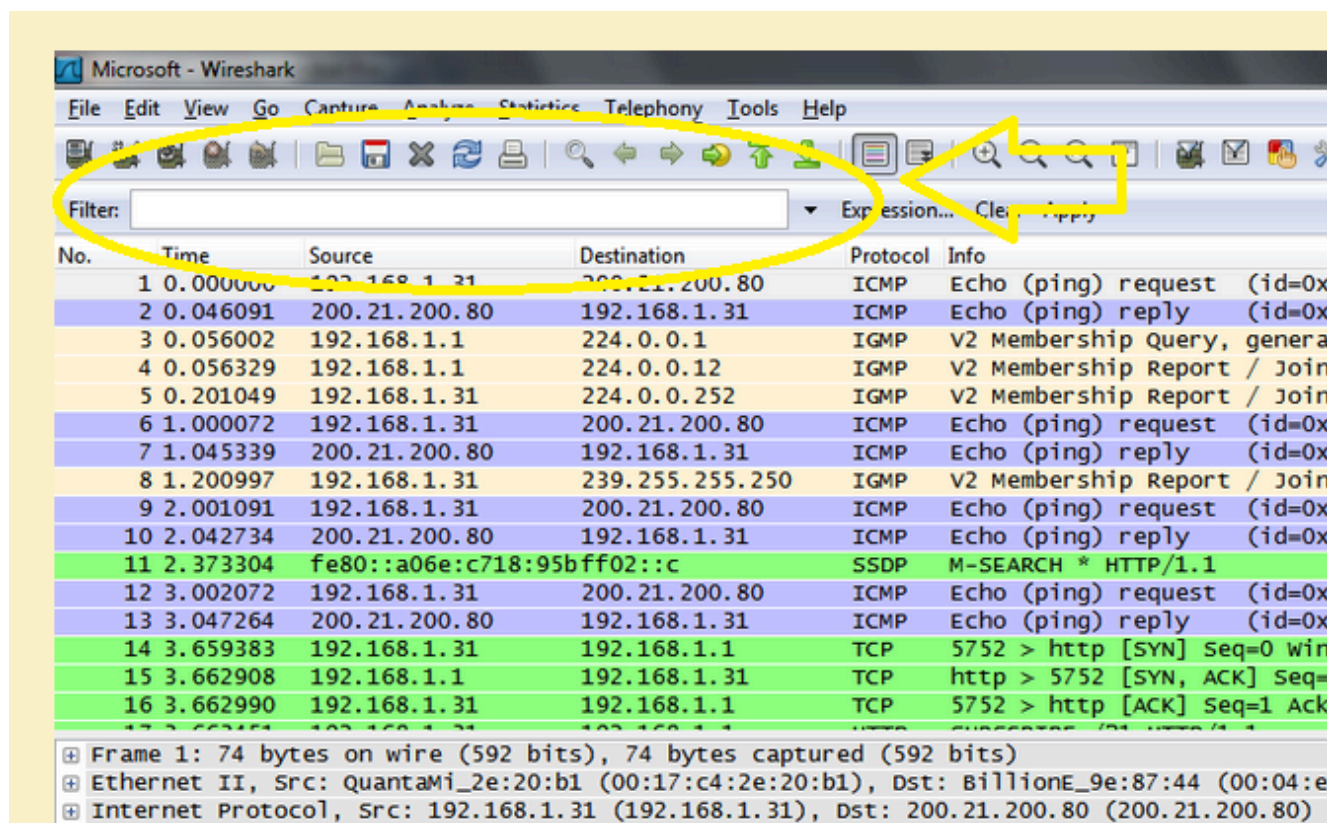 Microsoft - Wireshark
File Edit View Go Capture Analyze Statistics Telephony Tools Help
Filter: Expression... Clear Apply
No. Time Source Destination Protocol Info
1 0.000000 192.168.1.31 200.21.200.80 ICMP Echo (ping) request (id=0x
2 0.046091 200.21.200.80 192.168.1.31 ICMP Echo (ping) reply (id=0x
3 0.056002 192.168.1.1 224.0.0.1 IGMP V2 Membership Query, genera
4 0.056329 192.168.1.1 224.0.0.12 IGMP V2 Membership Report / Join
5 0.201049 192.168.1.31 224.0.0.252 IGMP V2 Membership Report / Join
6 1.000072 192.168.1.31 200.21.200.80 ICMP Echo (ping) request (id=0x
7 1.045339 200.21.200.80 192.168.1.31 ICMP Echo (ping) reply (id=0x
8 1.200997 192.168.1.31 239.255.255.250 IGMP V2 Membership Report / Join
9 2.001091 192.168.1.31 200.21.200.80 ICMP Echo (ping) request (id=0x
10 2.042734 200.21.200.80 192.168.1.31 ICMP Echo (ping) reply (id=0x
11 2.373304 fe80::a06e:c718:95bff02::c SSDP M-SEARCH * HTTP/1.1
12 3.002072 192.168.1.31 200.21.200.80 ICMP Echo (ping) request (id=0x
13 3.047264 200.21.200.80 192.168.1.31 ICMP Echo (ping) reply (id=0x
14 3.659383 192.168.1.31 192.168.1.1 TCP 5752 > http [SYN] Seq=0 Win
15 3.662908 192.168.1.1 192.168.1.31 TCP http > 5752 [SYN, ACK] Seq=
16 3.662990 192.168.1.31 192.168.1.1 TCP 5752 > http [ACK] Seq=1 Ack
Frame 1: 74 bytes on wire (592 bits), 74 bytes captured (592 bits)
Ethernet II, Src: QuantaMi_2e:20:b1 (00:17:c4:2e:20:b1), Dst: BillionE_9e:87:44 (00:04:e
Internet Protocol, Src: 192.168.1.31 (192.168.1.31), Dst: 200.21.200.80 (200.21.200.80)